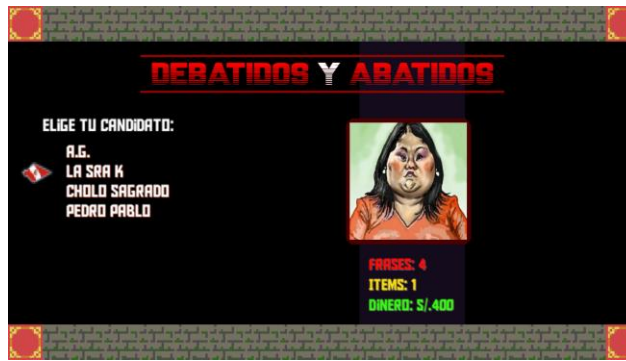 DEBATIDOS Y ABATIDOS
ELiGE TU CANDiDATO:
A.G.
LA SRA K
CHOLO SAGRADO
PEDRO PABLO
FRASES: 4
ITEMS: 1
DiNERO: S/.400